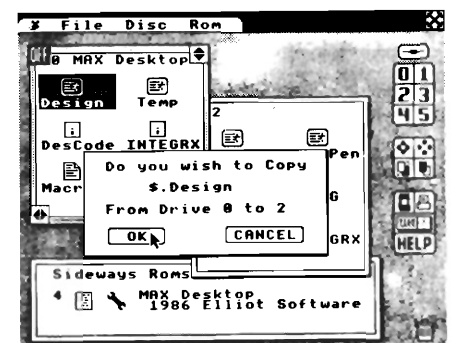 File Disc Rom
0 MAX Desktop
Design Temp
DesCode INTEGRX
Macr
2
Pen
G
GRX
Do you wish to Copy
$.Design
From Drive 0 to 2
OK CANCEL
0 1
2 3
4 5
HELP
Sideways Roms
4 MAX Desktop
1986 Elliot Software